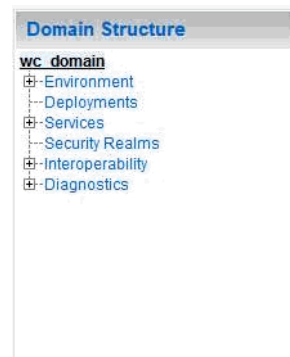 Domain Structure
wc_domain
Environment
Deployments
Services
Security Realms
Interoperability
Diagnostics